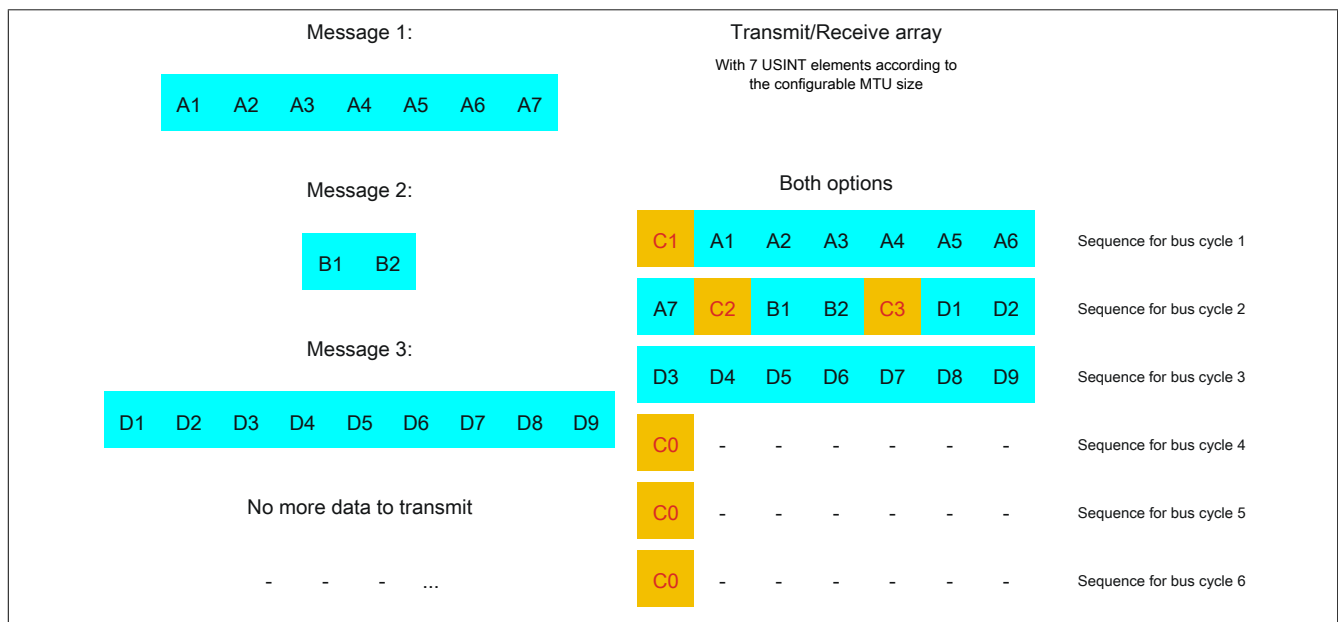 Message 1:
A1 A2 A3 A4 A5 A6 A7
Message 2:
B1 B2
Message 3:
D1 D2 D3 D4 D5 D6 D7 D8 D9
No more data to transmit
- - - ...
Transmit/Receive array
With 7 USINT elements according to
the configurable MTU size
Both options
C1 A1 A2 A3 A4 A5 A6 Sequence for bus cycle 1
A7 C2 B1 B2 C3 D1 D2 Sequence for bus cycle 2
D3 D4 D5 D6 D7 D8 D9 Sequence for bus cycle 3
C0 - - - - - - Sequence for bus cycle 4
C0 - - - - - - Sequence for bus cycle 5
C0 - - - - - - Sequence for bus cycle 6